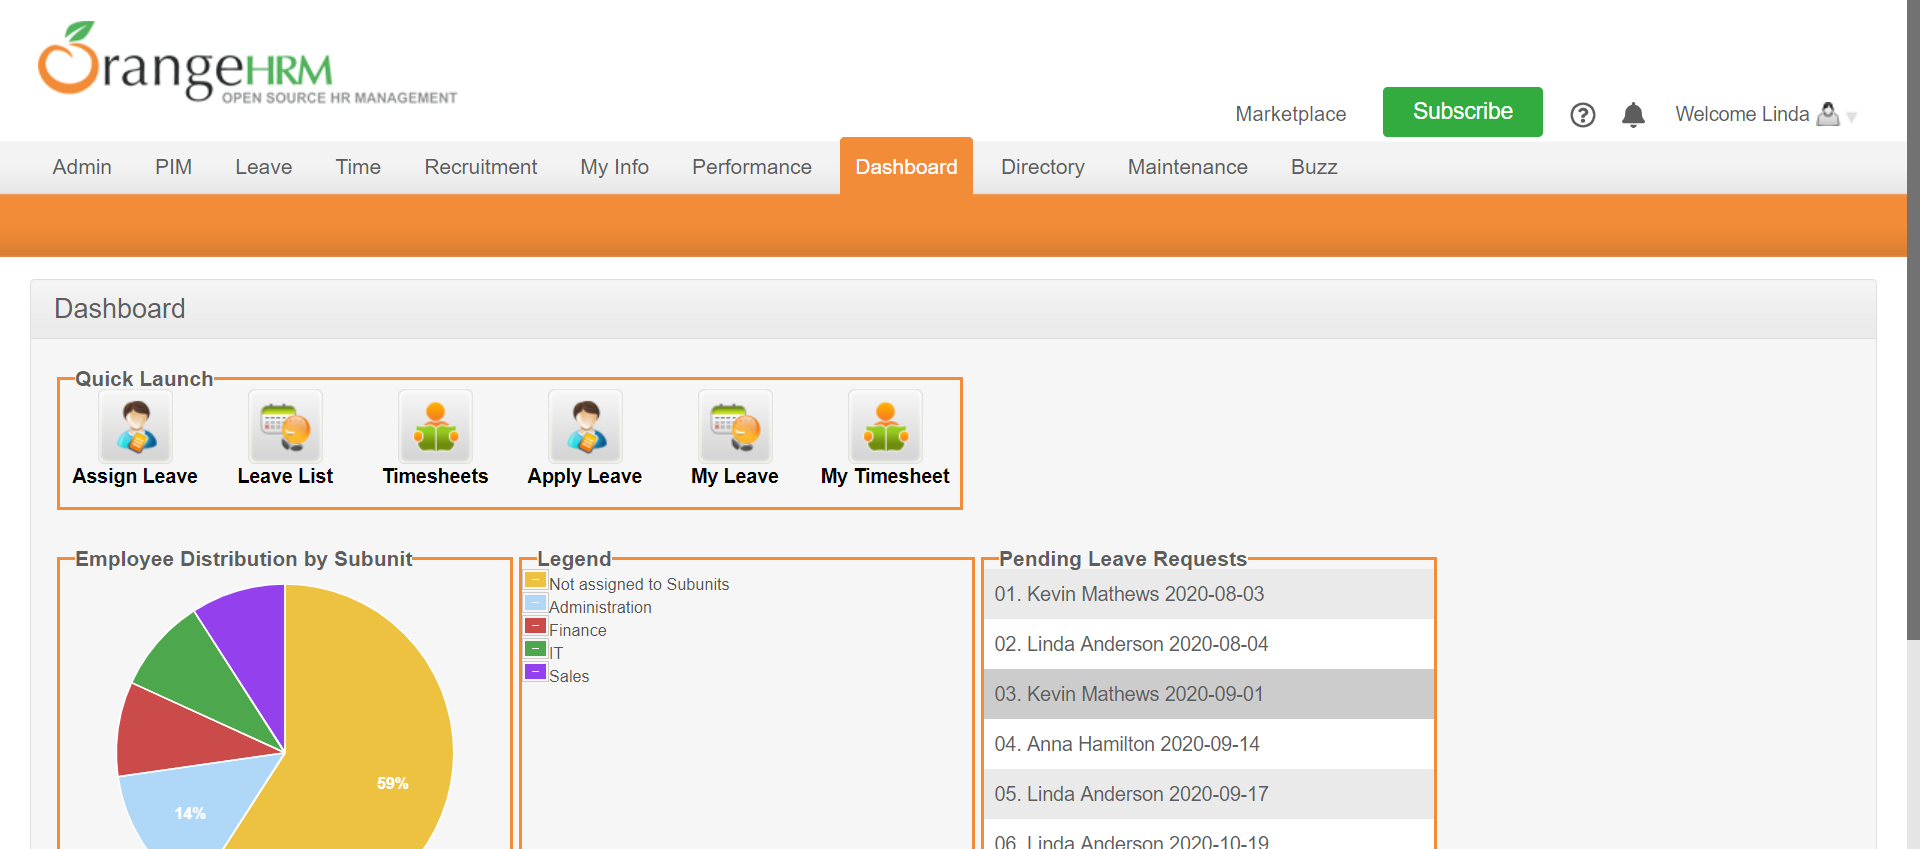 OrangeHRM
OPEN SOURCE HR MANAGEMENT
Marketplace
Subscribe
?
Welcome Linda
Admin PIM Leave Time Recruitment My Info Performance Dashboard Directory Maintenance Buzz
Dashboard
Quick Launch
Assign Leave Leave List Timesheets Apply Leave My Leave My Timesheet
Employee Distribution by Subunit
59%
14%
Legend
Not assigned to Subunits
Administration
Finance
IT
Sales
Pending Leave Requests
01. Kevin Mathews 2020-08-03
02. Linda Anderson 2020-08-04
03. Kevin Mathews 2020-09-01
04. Anna Hamilton 2020-09-14
05. Linda Anderson 2020-09-17
06. Linda Anderson 2020-10-19